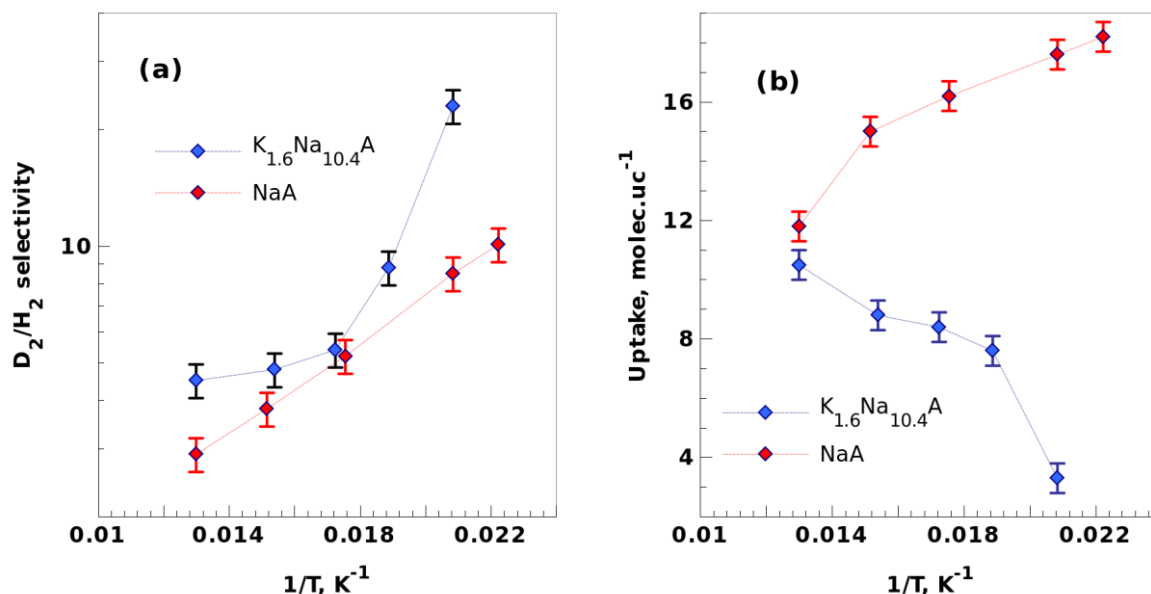 (a)
K1.6Na10.4A
NaA
D2/H2 selectivity
10
0.01 0.014 0.018 0.022
1/T, K-1
(b)
Uptake, molec.uc-1
16
12
8
4
K1.6Na10.4A
NaA
0.01 0.014 0.018 0.022
1/T, K-1